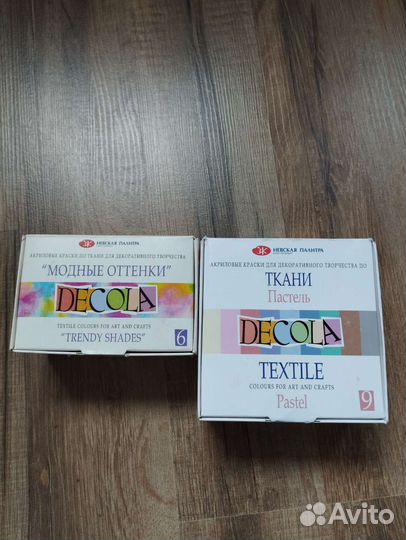 НЕВСКАЯ ПАЛИТРА
АКРИЛОВЫЕ КРАСКИ ПО ТКАНИ ДЛЯ ДЕКОРАТИВНОГО ТВОРЧЕСТВА
"МОДНЫЕ ОТТЕНКИ"
DECOLA
TEXTILE COLOURS FOR ART AND CRAFTS
"TRENDY SHADES"
6
НЕВСКАЯ ПАЛИТРА
АКРИЛОВЫЕ КРАСКИ ДЛЯ ДЕКОРАТИВНОГО ТВОРЧЕСТВА ПО
ТКАНИ
Пастель
DECOLA
TEXTILE
COLOURS FOR ART AND CRAFTS
Pastel
9
Avito